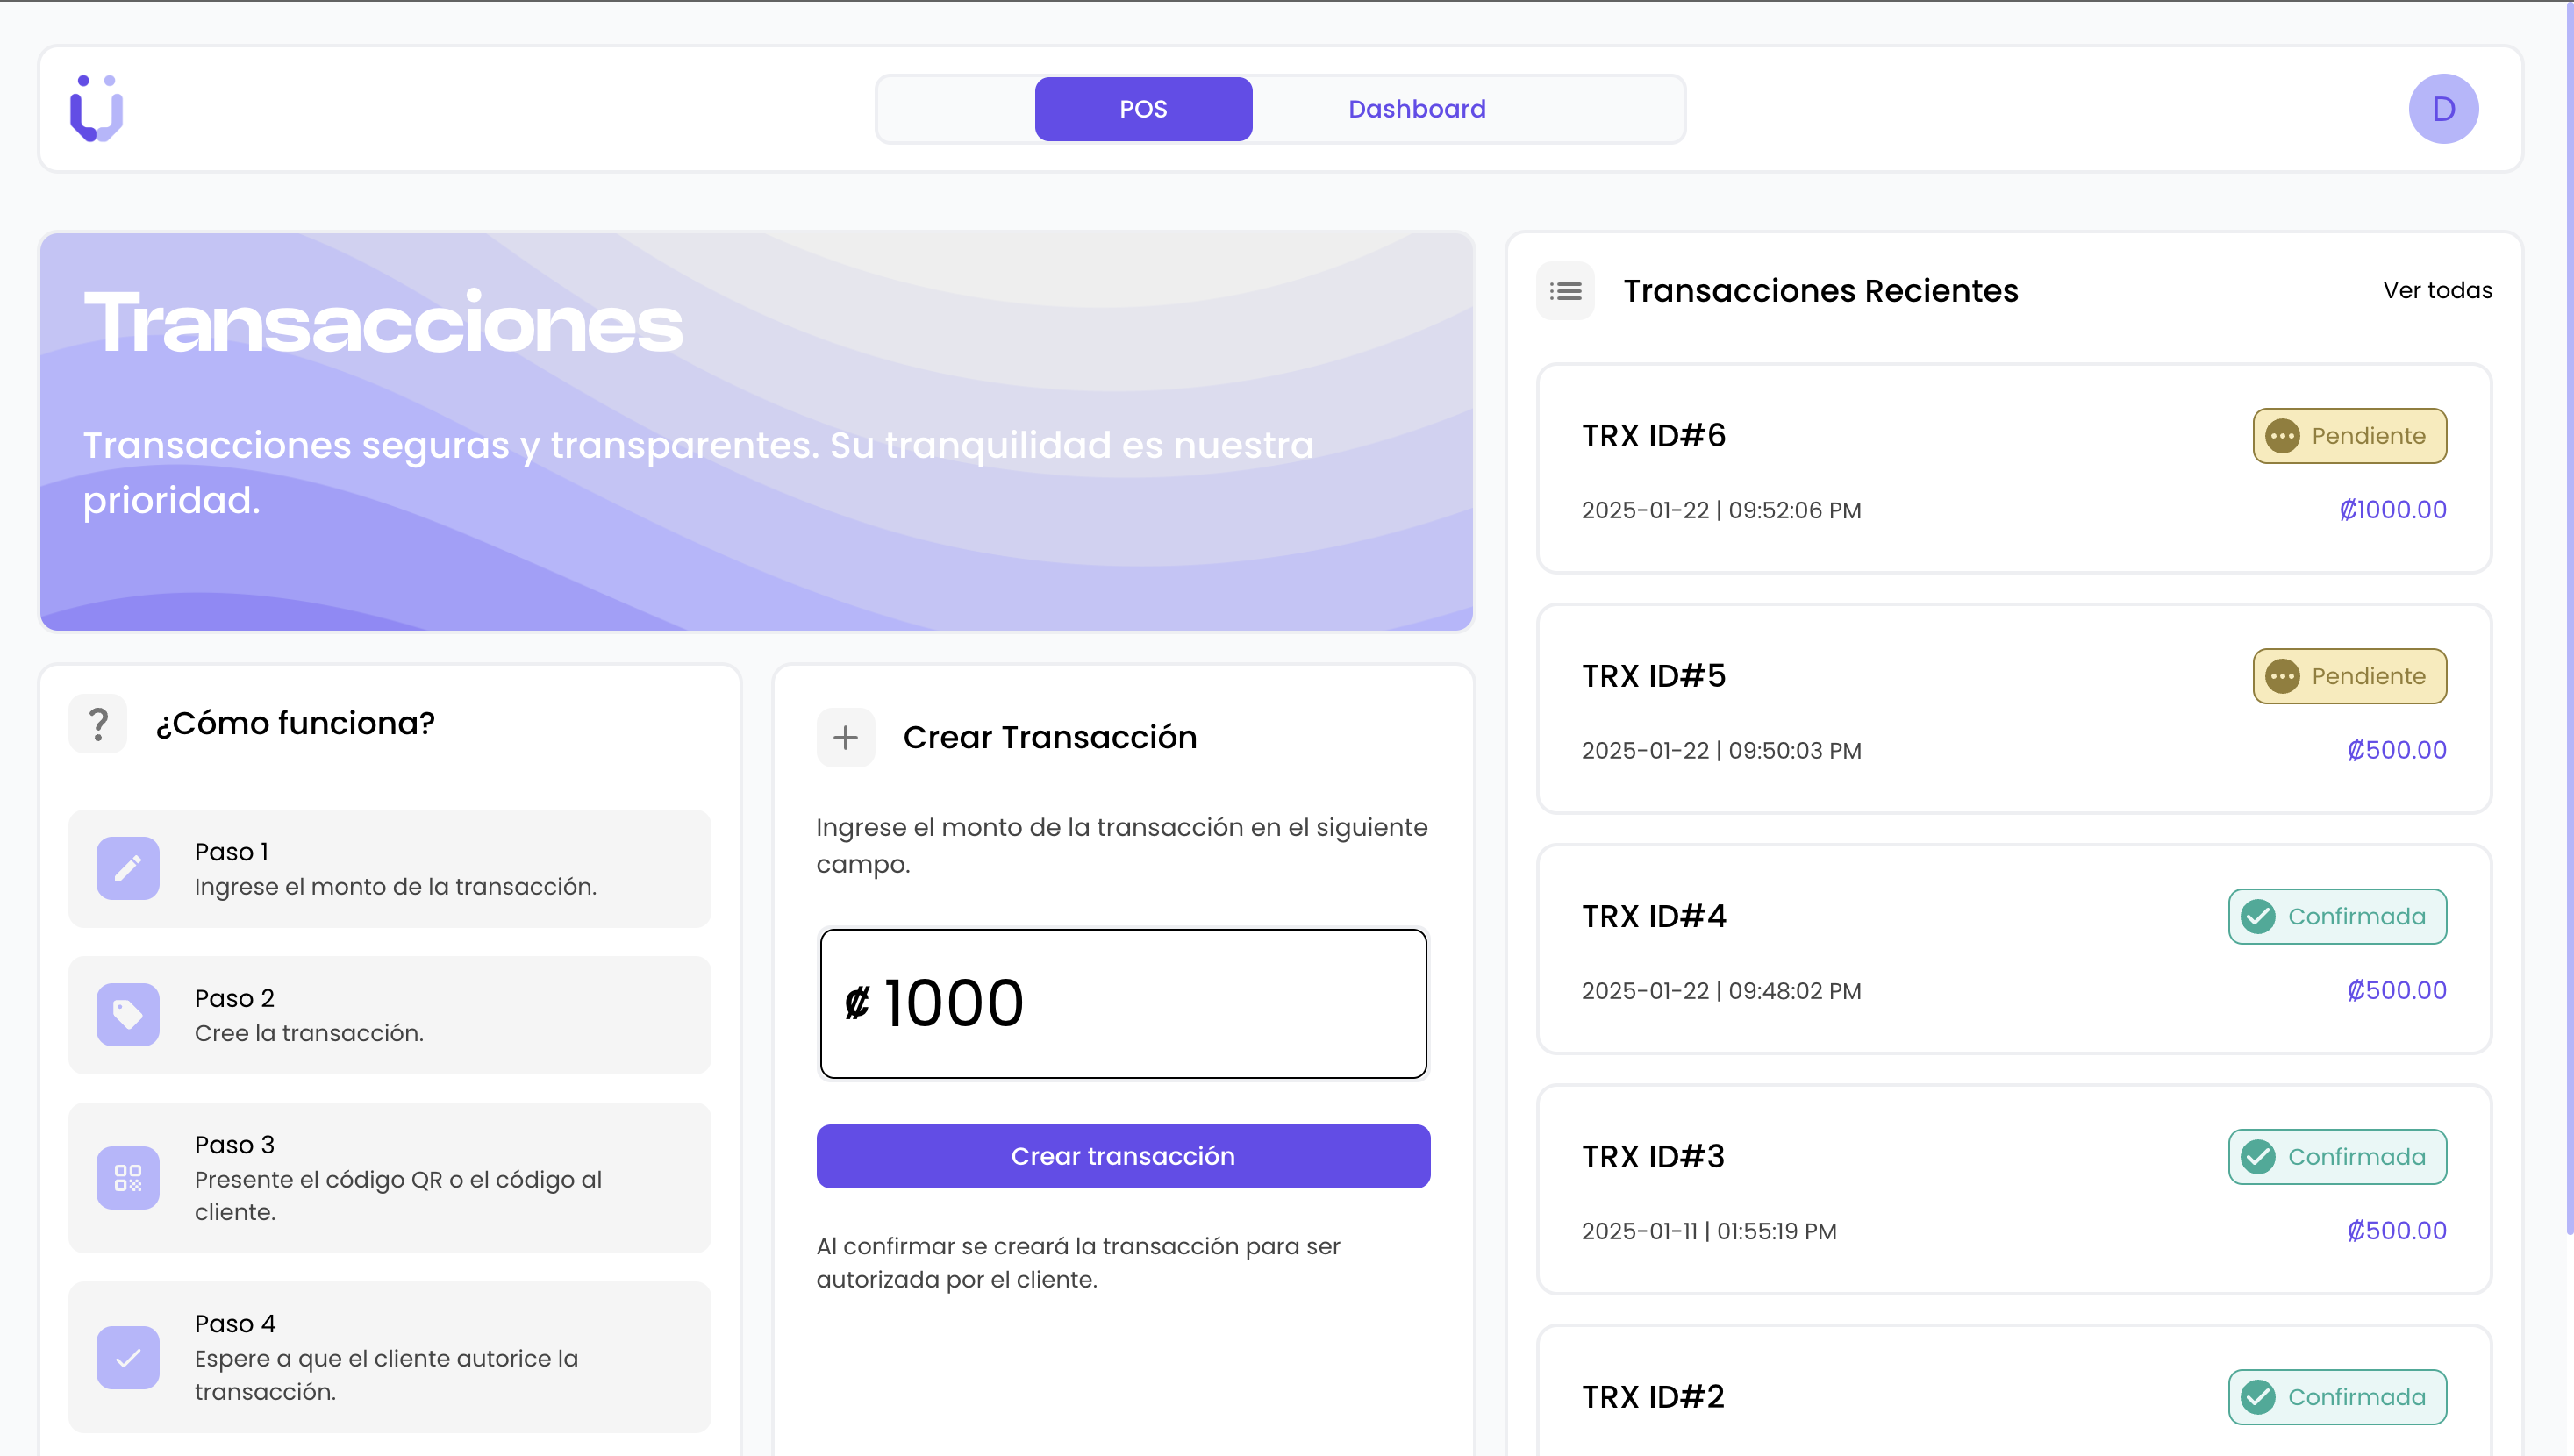 POS
Dashboard
D
Transacciones
Transacciones seguras y transparentes. Su tranquilidad es nuestra
prioridad.
¿Cómo funciona?
Paso 1
Ingrese el monto de la transacción.
Paso 2
Cree la transacción.
Paso 3
Presente el código QR o el código al
cliente.
Paso 4
Espere a que el cliente autorice la
transacción.
Crear Transacción
Ingrese el monto de la transacción en el siguiente
campo.
₡ 1000
Crear transacción
Al confirmar se creará la transacción para ser
autorizada por el cliente.
Transacciones Recientes
Ver todas
TRX ID#6
Pendiente
2025-01-22 | 09:52:06 PM
₡1000.00
TRX ID#5
Pendiente
2025-01-22 | 09:50:03 PM
₡500.00
TRX ID#4
Confirmada
2025-01-22 | 09:48:02 PM
₡500.00
TRX ID#3
Confirmada
2025-01-11 | 01:55:19 PM
₡500.00
TRX ID#2
Confirmada